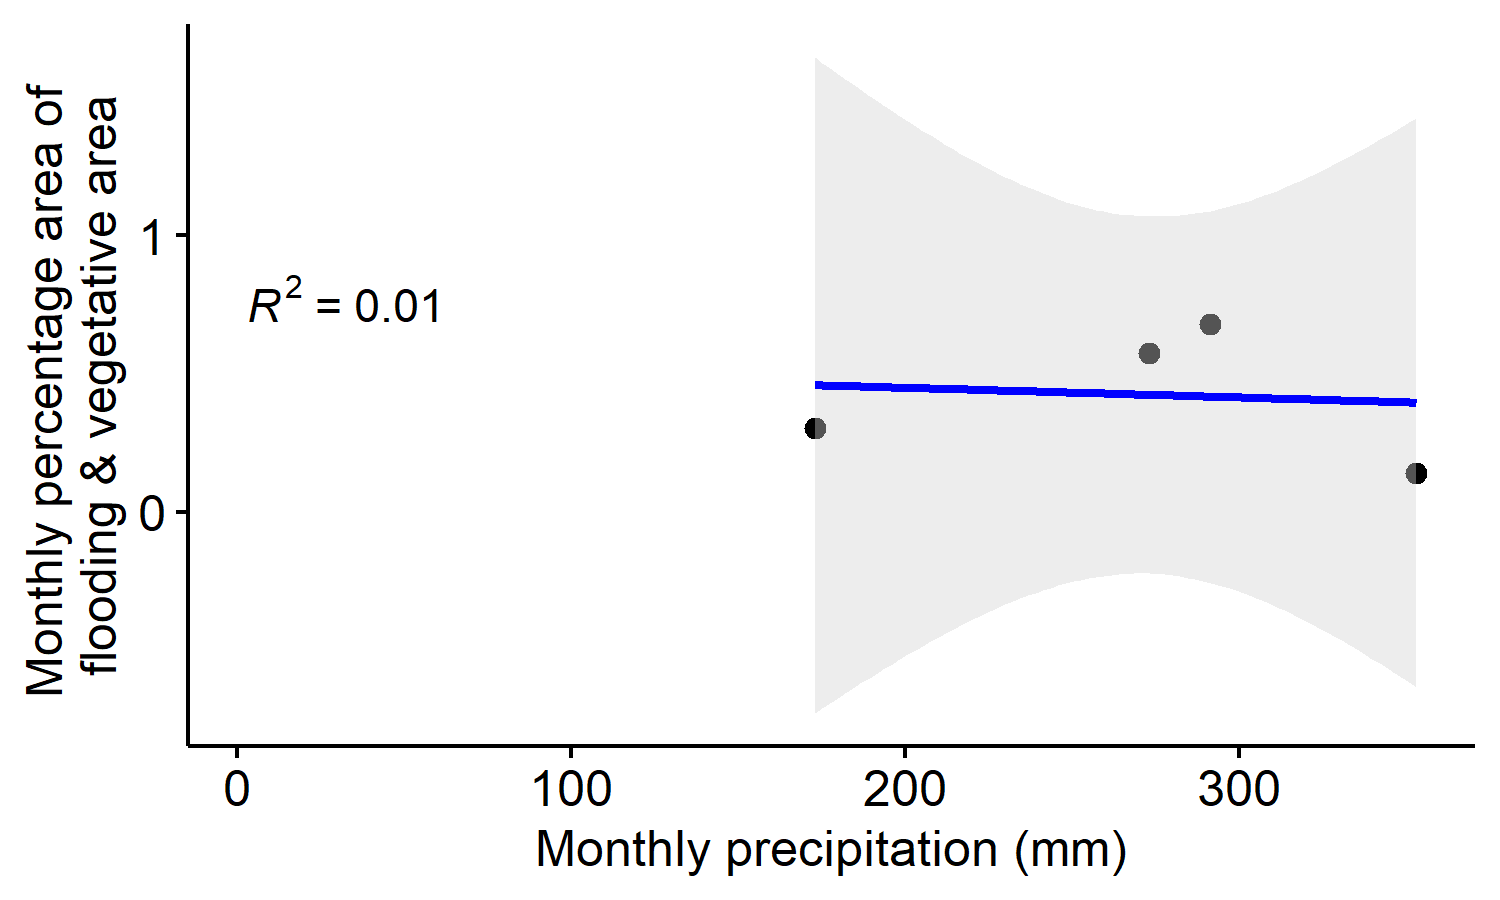 Monthly percentage area of
flooding & vegetative area
1
0
R² = 0.01
0 100 200 300
Monthly precipitation (mm)